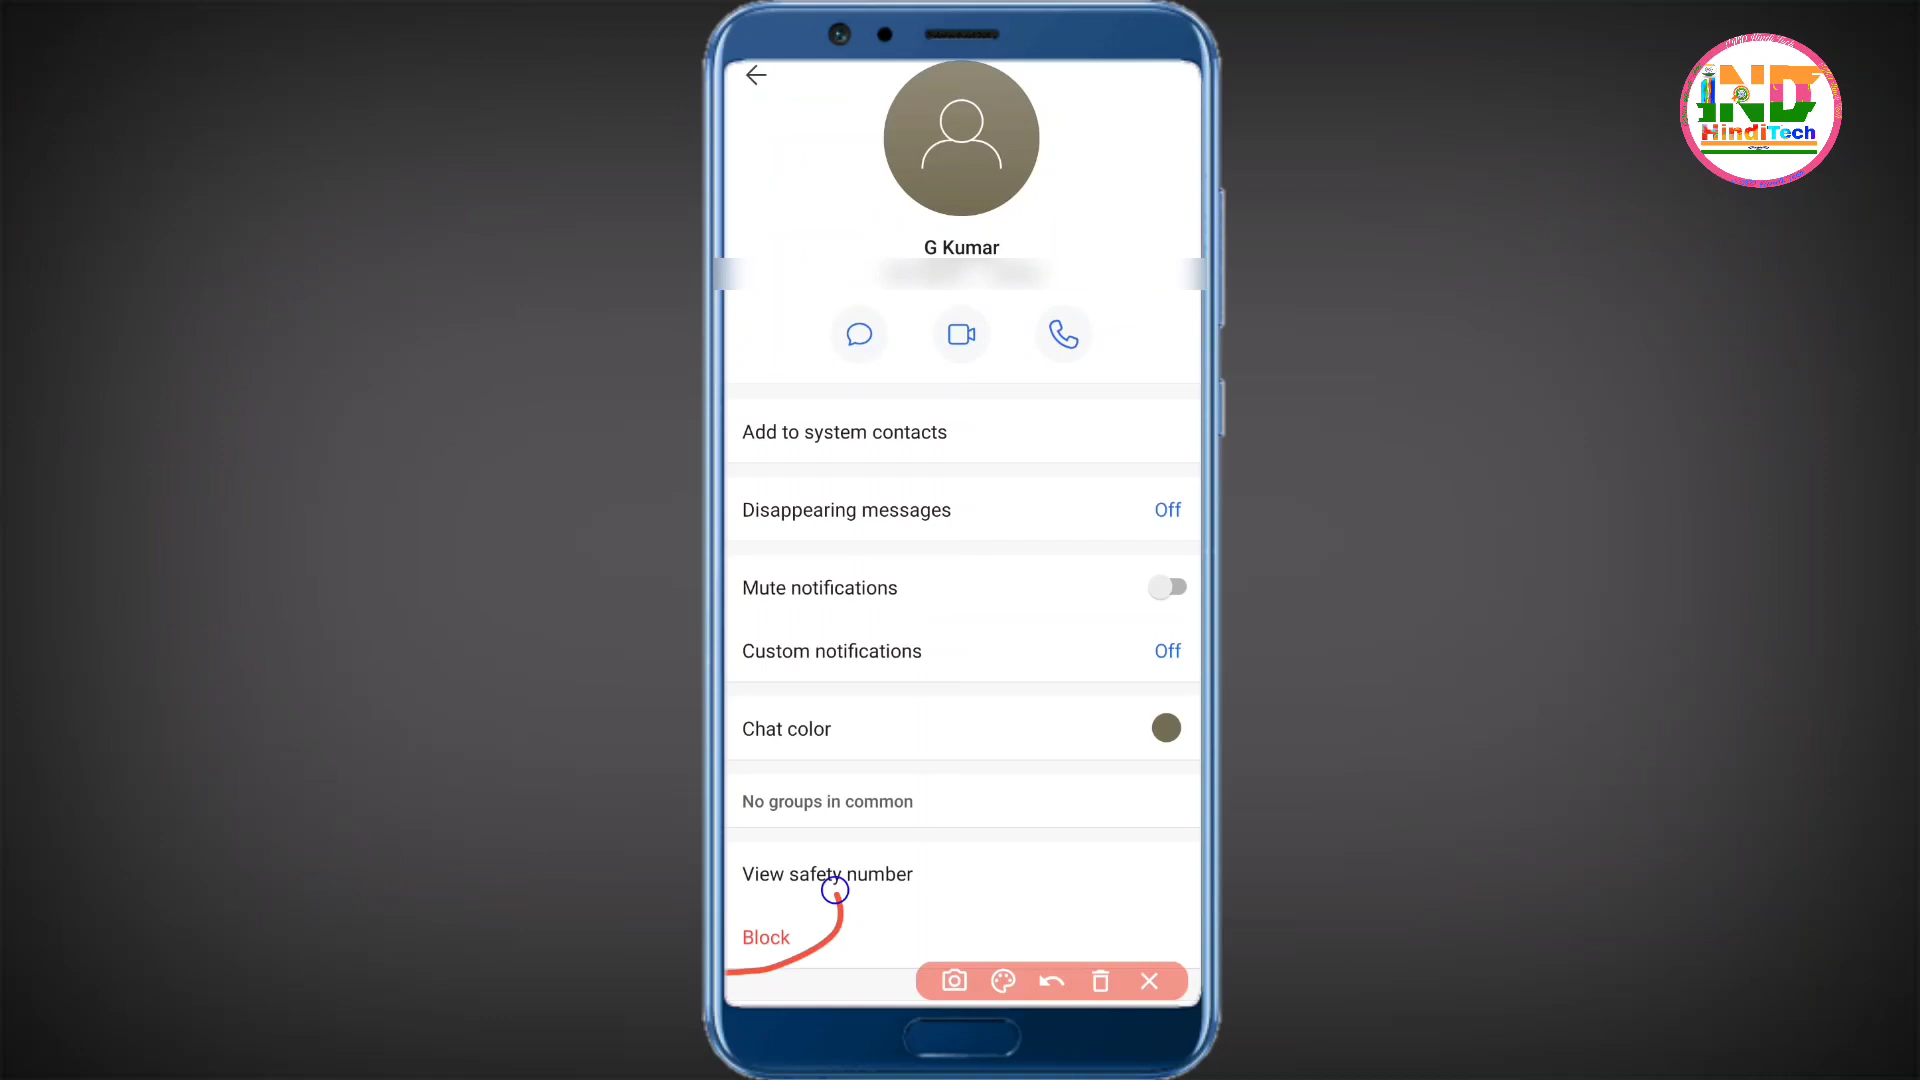 IND
HindiTech
G Kumar
Add to system contacts
Disappearing messages Off
Mute notifications
Custom notifications Off
Chat color
No groups in common
View safety number
Block